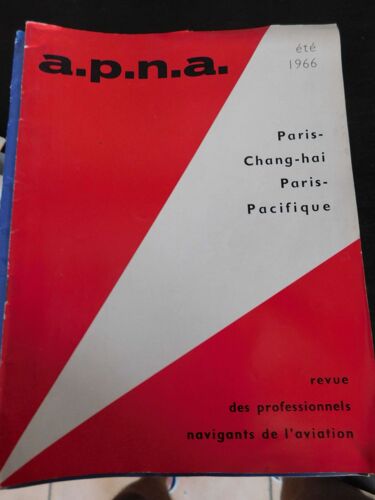 a.p.n.a.
été
1966
Paris-
Chang-hai
Paris-
Pacifique
revue
des professionnels
navigants de l'aviation